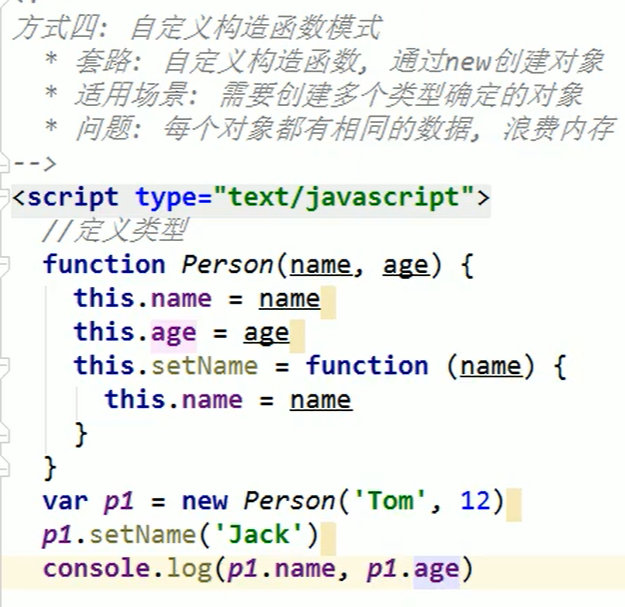 方式四: 自定义构造函数模式
* 套路: 自定义构造函数, 通过new创建对象
* 适用场景: 需要创建多个类型确定的对象
* 问题: 每个对象都有相同的数据, 浪费内存
-->
<script type="text/javascript">
//定义类型
function Person(name, age) {
this.name = name
this.age = age
this.setName = function (name) {
this.name = name
}
}
var p1 = new Person('Tom', 12)
p1.setName('Jack')
console.log(p1.name, p1.age)